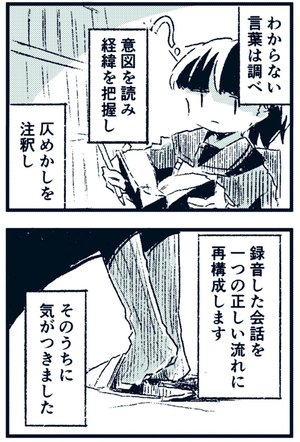 わからない
言葉は調べ
意図を読み
経緯を把握し
仄めかしを
注釈し
録音した会話を
一つの正しい流れに
再構成します
そのうちに
気がつきました